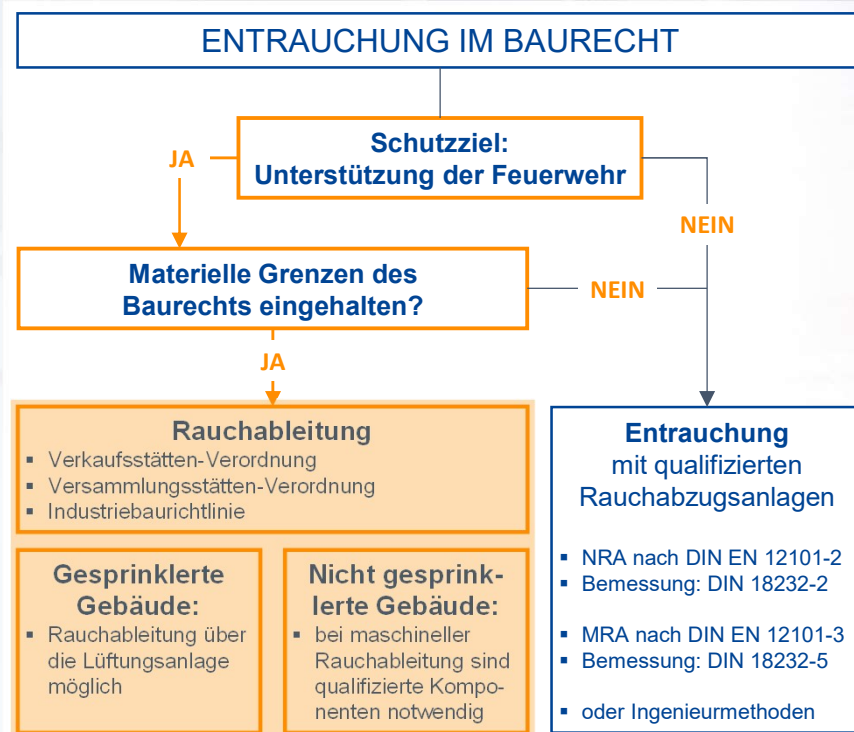 ENTRAUCHUNG IM BAURECHT
Schutzziel:
Unterstützung der Feuerwehr
JA
NEIN
Materielle Grenzen des
Baurechts eingehalten?
NEIN
JA
Rauchableitung
▪ Verkaufsstätten-Verordnung
▪ Versammlungsstätten-Verordnung
▪ Industriebaurichtlinie
Gesprinklerte
Gebäude:
▪ Rauchableitung über
die Lüftungsanlage
möglich
Nicht gesprink-
lerte Gebäude:
▪ bei maschineller
Rauchableitung sind
qualifizierte Kompo-
nenten notwendig
Entrauchung
mit qualifizierten
Rauchabzugsanlagen
▪ NRA nach DIN EN 12101-2
▪ Bemessung: DIN 18232-2
▪ MRA nach DIN EN 12101-3
▪ Bemessung: DIN 18232-5
▪ oder Ingenieurmethoden